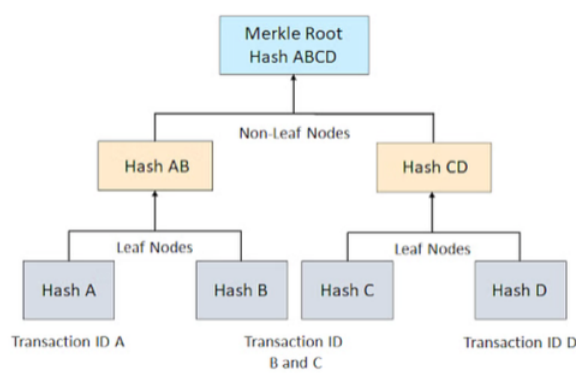 Merkle Root
Hash ABCD
Non-Leaf Nodes
Hash AB
Hash CD
Leaf Nodes
Leaf Nodes
Hash A
Hash B
Hash C
Hash D
Transaction ID A
Transaction ID
B and C
Transaction ID D